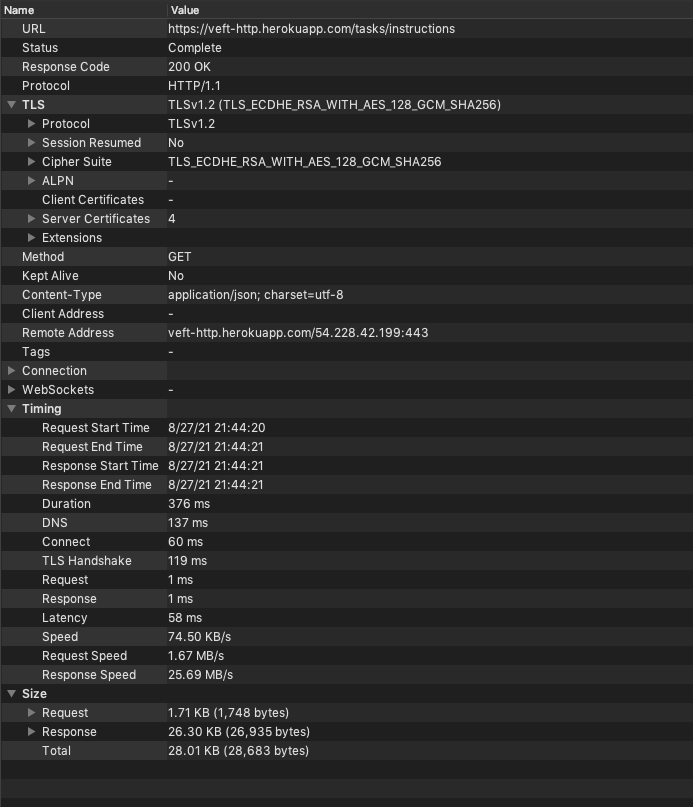 Name Value
URL https://veft-http.herokuapp.com/tasks/instructions
Status Complete
Response Code 200 OK
Protocol HTTP/1.1
TLS TLSv1.2 (TLS_ECDHE_RSA_WITH_AES_128_GCM_SHA256)
Protocol TLSv1.2
Session Resumed No
Cipher Suite TLS_ECDHE_RSA_WITH_AES_128_GCM_SHA256
ALPN -
Client Certificates -
Server Certificates 4
Extensions
Method GET
Kept Alive No
Content-Type application/json; charset=utf-8
Client Address -
Remote Address veft-http.herokuapp.com/54.228.42.199:443
Tags -
Connection
WebSockets -
Timing
Request Start Time 8/27/21 21:44:20
Request End Time 8/27/21 21:44:21
Response Start Time 8/27/21 21:44:21
Response End Time 8/27/21 21:44:21
Duration 376 ms
DNS 137 ms
Connect 60 ms
TLS Handshake 119 ms
Request 1 ms
Response 1 ms
Latency 58 ms
Speed 74.50 KB/s
Request Speed 1.67 MB/s
Response Speed 25.69 MB/s
Size
Request 1.71 KB (1,748 bytes)
Response 26.30 KB (26,935 bytes)
Total 28.01 KB (28,683 bytes)